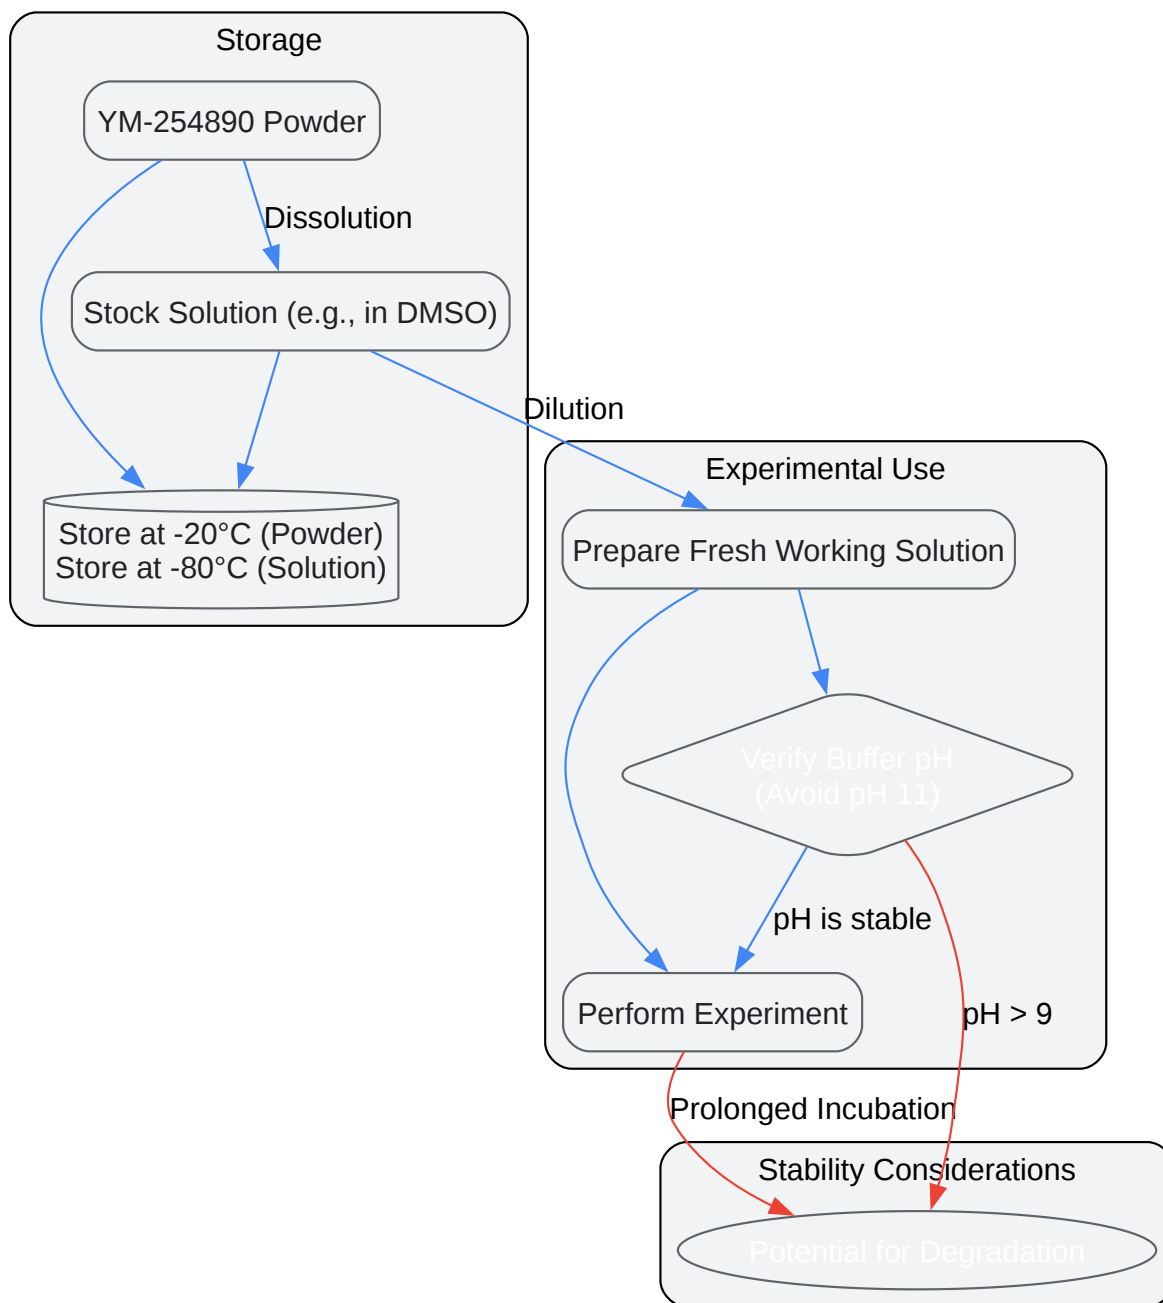 Storage
YM-254890 Powder
Dissolution
Stock Solution (e.g., in DMSO)
Dilution
Store at -20°C (Powder)
Store at -80°C (Solution)
Experimental Use
Prepare Fresh Working Solution
Verify Buffer pH
(Avoid pH 11)
pH is stable
Perform Experiment
pH > 9
Prolonged Incubation
Stability Considerations
Potential for Degradation